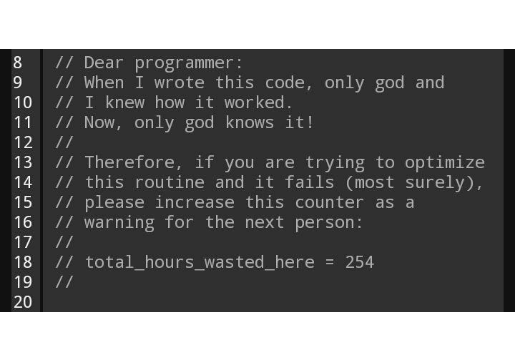 8 // Dear programmer:
9 // When I wrote this code, only god and
10 // I knew how it worked.
11 // Now, only god knows it!
12 //
13 // Therefore, if you are trying to optimize
14 // this routine and it fails (most surely),
15 // please increase this counter as a
16 // warning for the next person:
17 //
18 // total_hours_wasted_here = 254
19 //
20